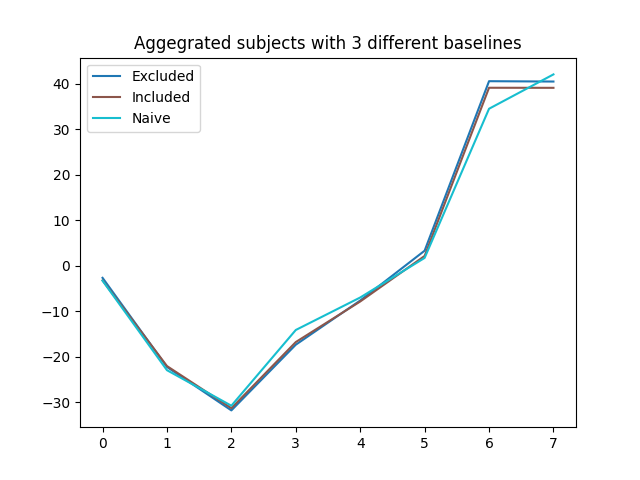 Aggegrated subjects with 3 different baselines
Excluded
Included
Naive
40
30
20
10
0
−10
−20
−30
0 1 2 3 4 5 6 7